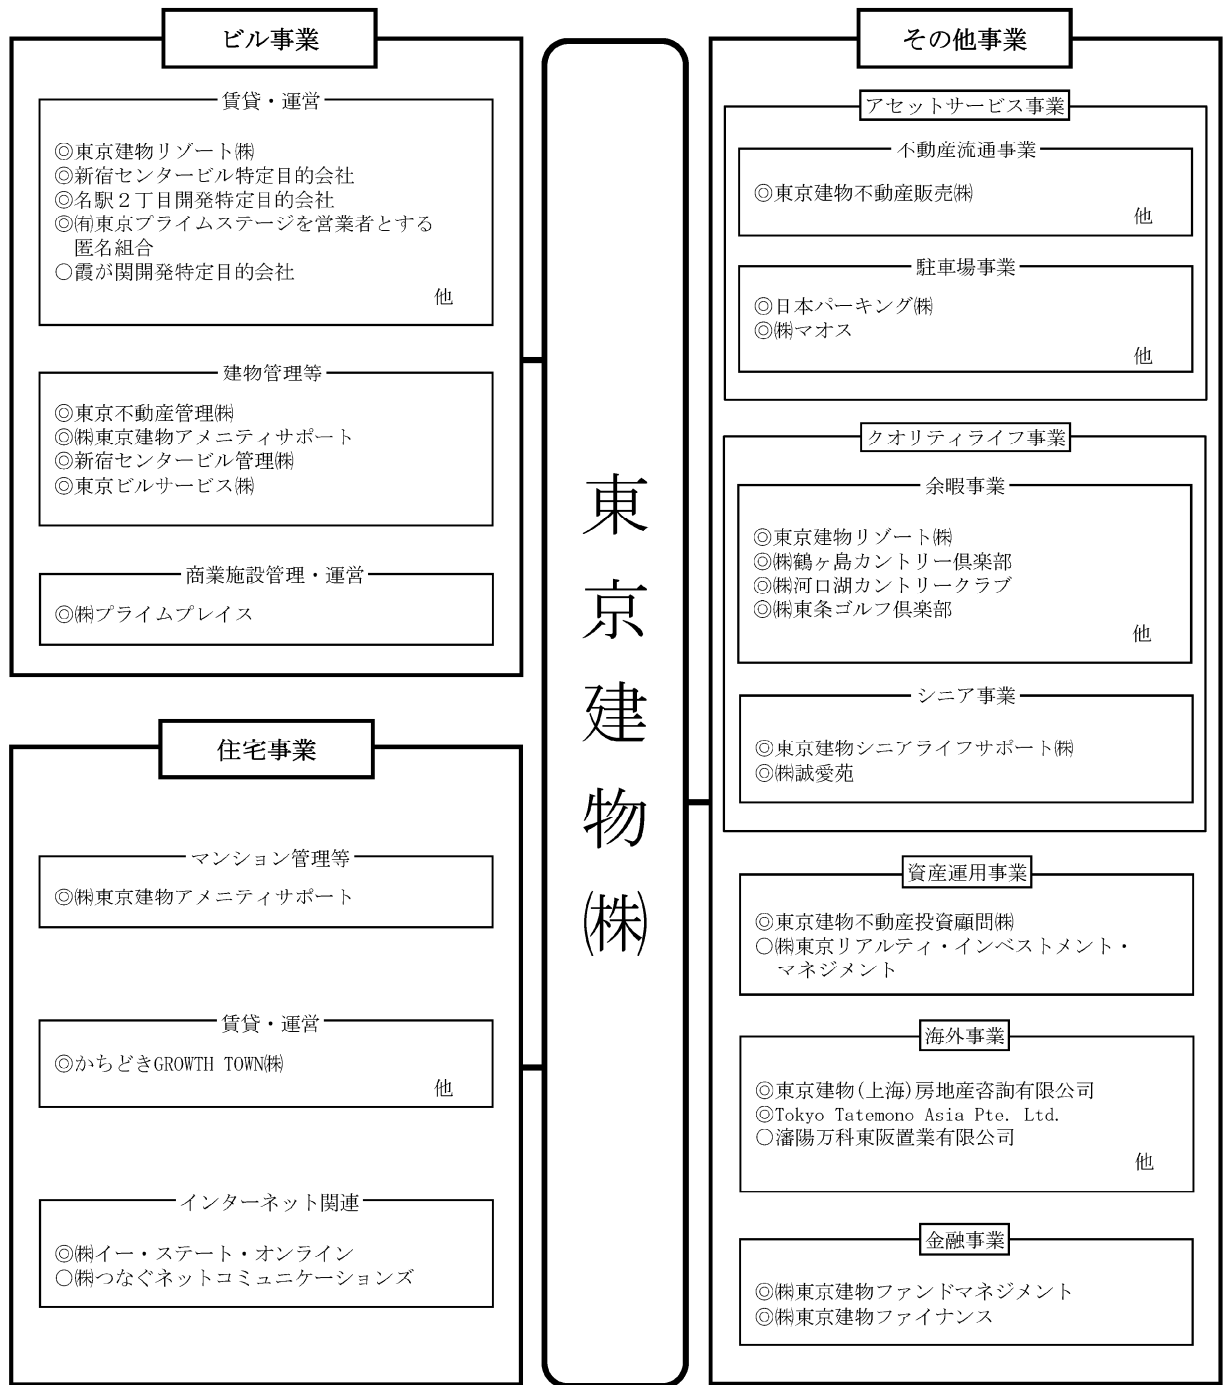 ビル事業
賃貸・運営
◎東京建物リゾート㈱
◎新宿センタービル特定目的会社
◎名駅２丁目開発特定目的会社
◎㈲東京プライムステージを営業者とする
匿名組合
○霞が関開発特定目的会社
他
建物管理等
◎東京不動産管理㈱
◎㈱東京建物アメニティサポート
◎新宿センタービル管理㈱
◎東京ビルサービス㈱
商業施設管理・運営
◎㈱プライムプレイス
住宅事業
マンション管理等
◎㈱東京建物アメニティサポート
賃貸・運営
◎かちどきGROWTH TOWN㈱
他
インターネット関連
◎㈱イー・ステート・オンライン
○㈱つなぐネットコミュニケーションズ
東京建物㈱
その他事業
アセットサービス事業
不動産流通事業
◎東京建物不動産販売㈱
他
駐車場事業
◎日本パーキング㈱
◎㈱マオス
他
クオリティライフ事業
余暇事業
◎東京建物リゾート㈱
◎㈱鶴ヶ島カントリー倶楽部
◎㈱河口湖カントリークラブ
◎㈱東条ゴルフ倶楽部
他
シニア事業
◎東京建物シニアライフサポート㈱
◎㈱誠愛苑
資産運用事業
◎東京建物不動産投資顧問㈱
○㈱東京リアルティ・インベストメント・
マネジメント
海外事業
◎東京建物(上海)房地産咨詢有限公司
◎Tokyo Tatemono Asia Pte. Ltd.
○瀋陽万科東阪置業有限公司
他
金融事業
◎㈱東京建物ファンドマネジメント
◎㈱東京建物ファイナンス